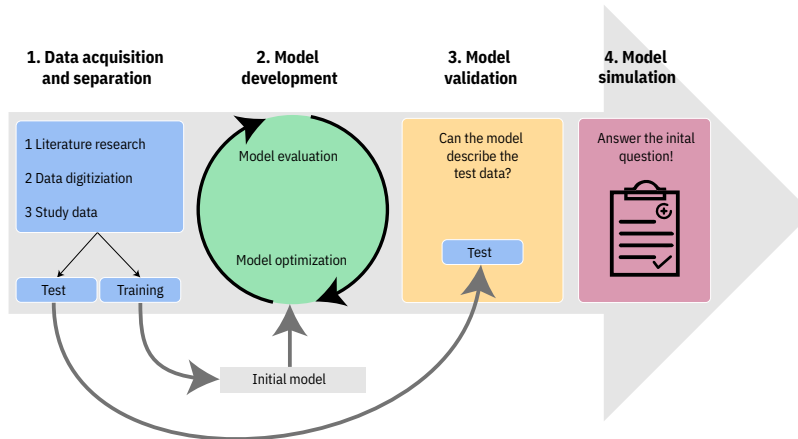 1. Data acquisition
and separation
2. Model
development
3. Model
validation
4. Model
simulation
1 Literature research
2 Data digitiziation
3 Study data
Test
Training
Model evaluation
Model optimization
Initial model
Can the model
describe the
test data?
Test
Answer the inital
question!